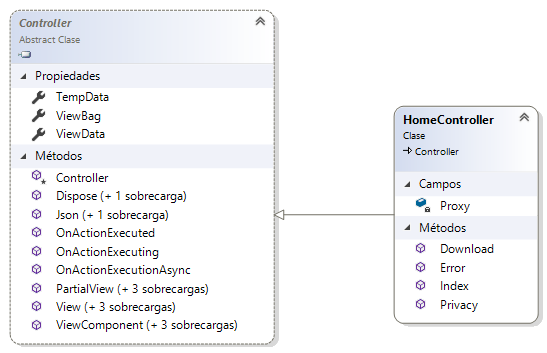 Controller
Abstract Clase
Propiedades
TempData
ViewBag
ViewData
Métodos
Controller
Dispose (+ 1 sobrecarga)
Json (+ 1 sobrecarga)
OnActionExecuted
OnActionExecuting
OnActionExecutionAsync
PartialView (+ 3 sobrecargas)
View (+ 3 sobrecargas)
ViewComponent (+ 3 sobrecargas)
HomeController
Clase
Controller
Campos
Proxy
Métodos
Download
Error
Index
Privacy